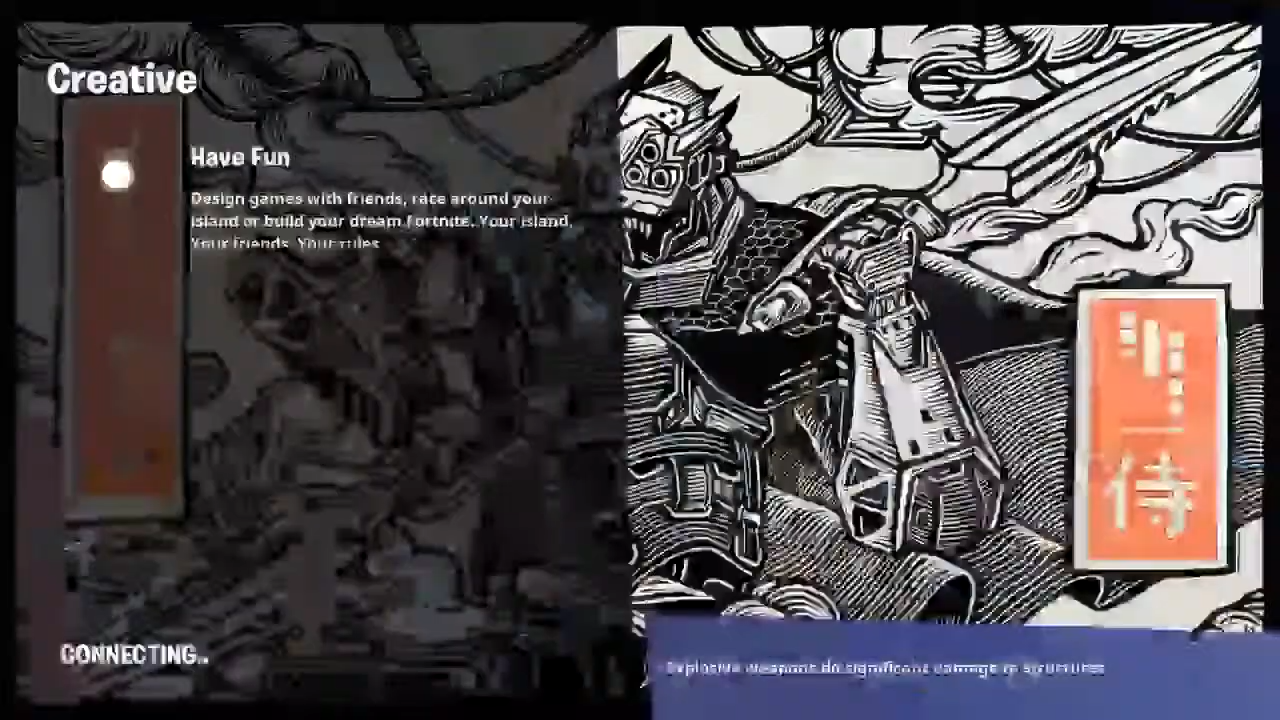 Creative
Have Fun
Design games with friends, race around your
island or build your dream Fortnite. Your island.
Your friends. Your rules.
侍
CONNECTING..
Explosive weapons do significant damage to structures